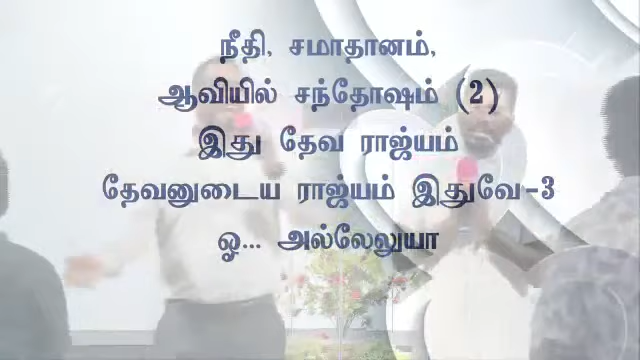 நீதி, சமாதானம்,
ஆவியில் சந்தோஷம் (2)
இது தேவ ராஜ்யம்
தேவனுடைய ராஜ்யம் இதுவே-3
ஓ... அல்லேலுயா